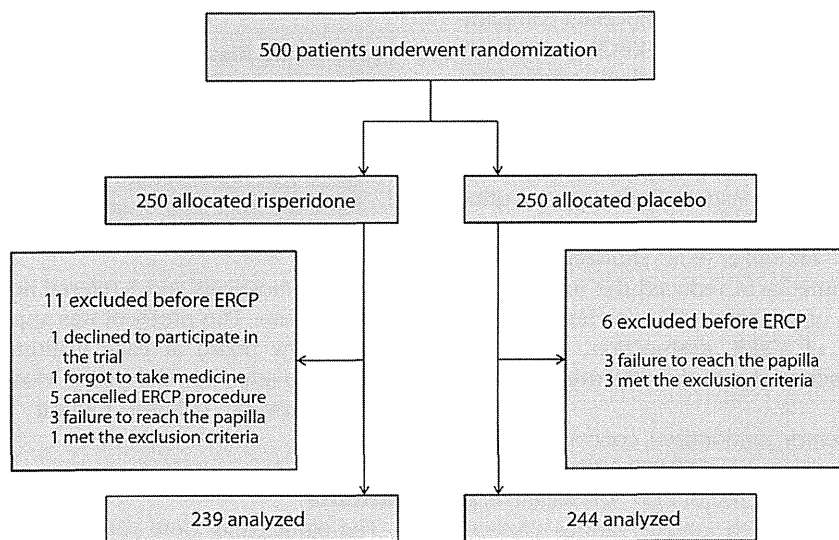 500 patients underwent randomization
250 allocated risperidone
250 allocated placebo
11 excluded before ERCP
1 declined to participate in
the trial
1 forgot to take medicine
5 cancelled ERCP procedure
3 failure to reach the papilla
1 met the exclusion criteria
6 excluded before ERCP
3 failure to reach the papilla
3 met the exclusion criteria
239 analyzed
244 analyzed